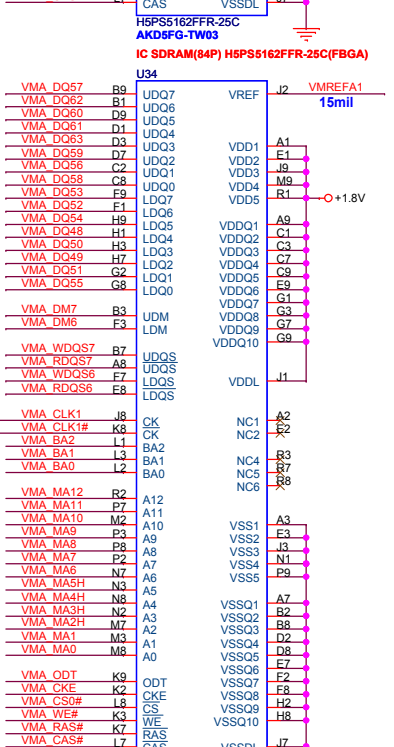 CAS VSSDL J7
H5PS5162FFR-25C
AKD5FG-TW03
IC SDRAM(84P) H5PS5162FFR-25C(FBGA)
U34
VMA_DQ57 B9 UDQ7 VREF J2 VMREFA1
VMA_DQ62 B1 UDQ6 15mil
VMA_DQ60 D9 UDQ5
VMA_DQ61 D1 UDQ4
VMA_DQ63 D3 UDQ3 VDD1 A1
VMA_DQ59 D7 UDQ2 VDD2 E1
VMA_DQ56 C2 UDQ1 VDD3 J9
VMA_DQ58 C8 UDQ0 VDD4 M9
VMA_DQ53 F9 LDQ7 VDD5 R1 +1.8V
VMA_DQ52 F1 LDQ6
VMA_DQ54 H9 LDQ5 VDDQ1 A9
VMA_DQ48 H1 LDQ4 VDDQ2 C1
VMA_DQ50 H3 LDQ3 VDDQ3 C3
VMA_DQ49 H7 LDQ2 VDDQ4 C7
VMA_DQ51 G2 LDQ1 VDDQ5 C9
VMA_DQ55 G8 LDQ0 VDDQ6 E9
VDDQ7 G1
VMA_DM7 B3 UDM VDDQ8 G3
VMA_DM6 F3 LDM VDDQ9 G7
VDDQ10 G9
VMA_WDQS7 B7 UDQS
VMA_RDQS7 A8 UDQS
VMA_WDQS6 F7 LDQS VDDL J1
VMA_RDQS6 E8 LDQS
VMA_CLK1 J8 CK NC1 A2
VMA_CLK1# K8 CK NC2 E2
VMA_BA2 L1 BA2
VMA_BA1 L3 BA1 NC4 R3
VMA_BA0 L2 BA0 NC5 R7
NC6 R8
VMA_MA12 R2 A12
VMA_MA11 P7 A11
VMA_MA10 M2 A10 VSS1 A3
VMA_MA9 P3 A9 VSS2 E3
VMA_MA8 P8 A8 VSS3 J3
VMA_MA7 P2 A7 VSS4 N1
VMA_MA6 N7 A6 VSS5 P9
VMA_MA5H N3 A5
VMA_MA4H N8 A4 VSSQ1 A7
VMA_MA3H N2 A3 VSSQ2 B2
VMA_MA2H M7 A2 VSSQ3 B8
VMA_MA1 M3 A1 VSSQ4 D2
VMA_MA0 M8 A0 VSSQ5 D8
VSSQ6 E7
VMA_ODT K9 ODT VSSQ7 F2
VMA_CKE K2 CKE VSSQ8 F8
VMA_CS0# L8 CS VSSQ9 H2
VMA_WE# K3 WE VSSQ10 H8
VMA_RAS# K7 RAS
VMA_CAS# L7 CAS VSSDL J7